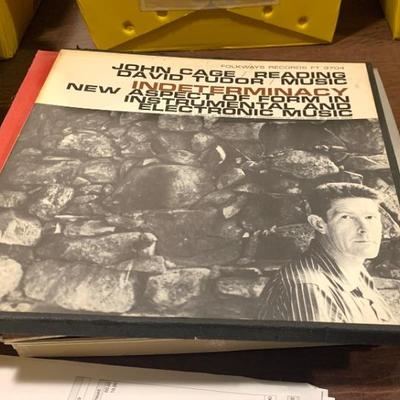 FOLKWAYS RECORDS FT 3704
JOHN CAGE / READING
DAVID TUDOR / MUSIC
INDETERMINACY
NEW ASPECT OF FORM IN
INSTRUMENTAL AND
ELECTRONIC MUSIC